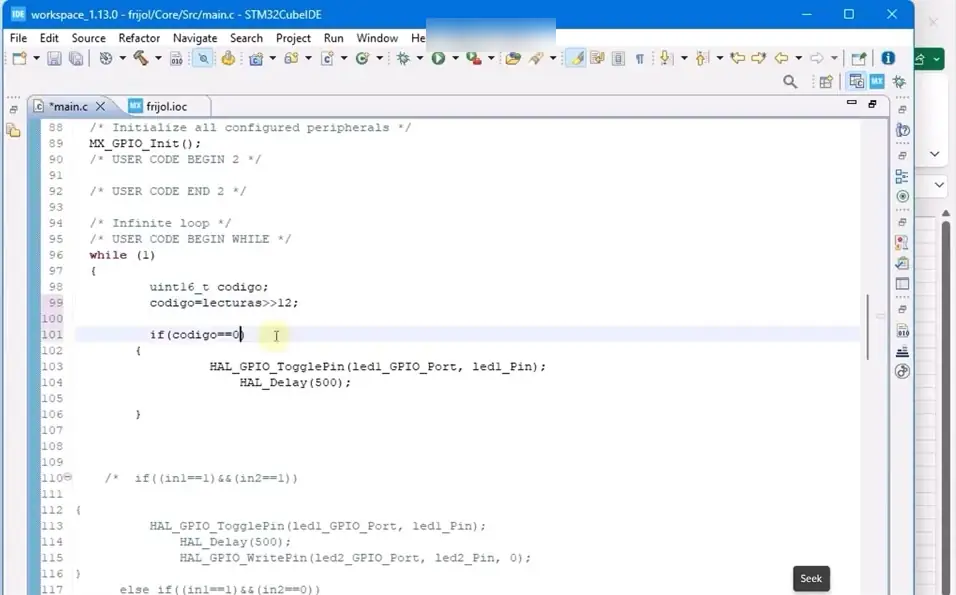 IDE workspace_1.13.0 - frijol/Core/Src/main.c - STM32CubeIDE
File Edit Source Refactor Navigate Search Project Run Window He
*main.c MX frijol.ioc
88 /* Initialize all configured peripherals */
89 MX_GPIO_Init();
90 /* USER CODE BEGIN 2 */
91
92 /* USER CODE END 2 */
93
94 /* Infinite loop */
95 /* USER CODE BEGIN WHILE */
96 while (1)
97 {
98 uint16_t codigo;
99 codigo=lecturas>>12;
100
101 if(codigo==0)
102 {
103 HAL_GPIO_TogglePin(led1_GPIO_Port, led1_Pin);
104 HAL_Delay(500);
105
106 }
107
108
109
110 /* if((in1==1)&&(in2==1))
111
112 {
113 HAL_GPIO_TogglePin(led1_GPIO_Port, led1_Pin);
114 HAL_Delay(500);
115 HAL_GPIO_WritePin(led2_GPIO_Port, led2_Pin, 0);
116 }
117 else if((in1==1)&&(in2==0))
Seek